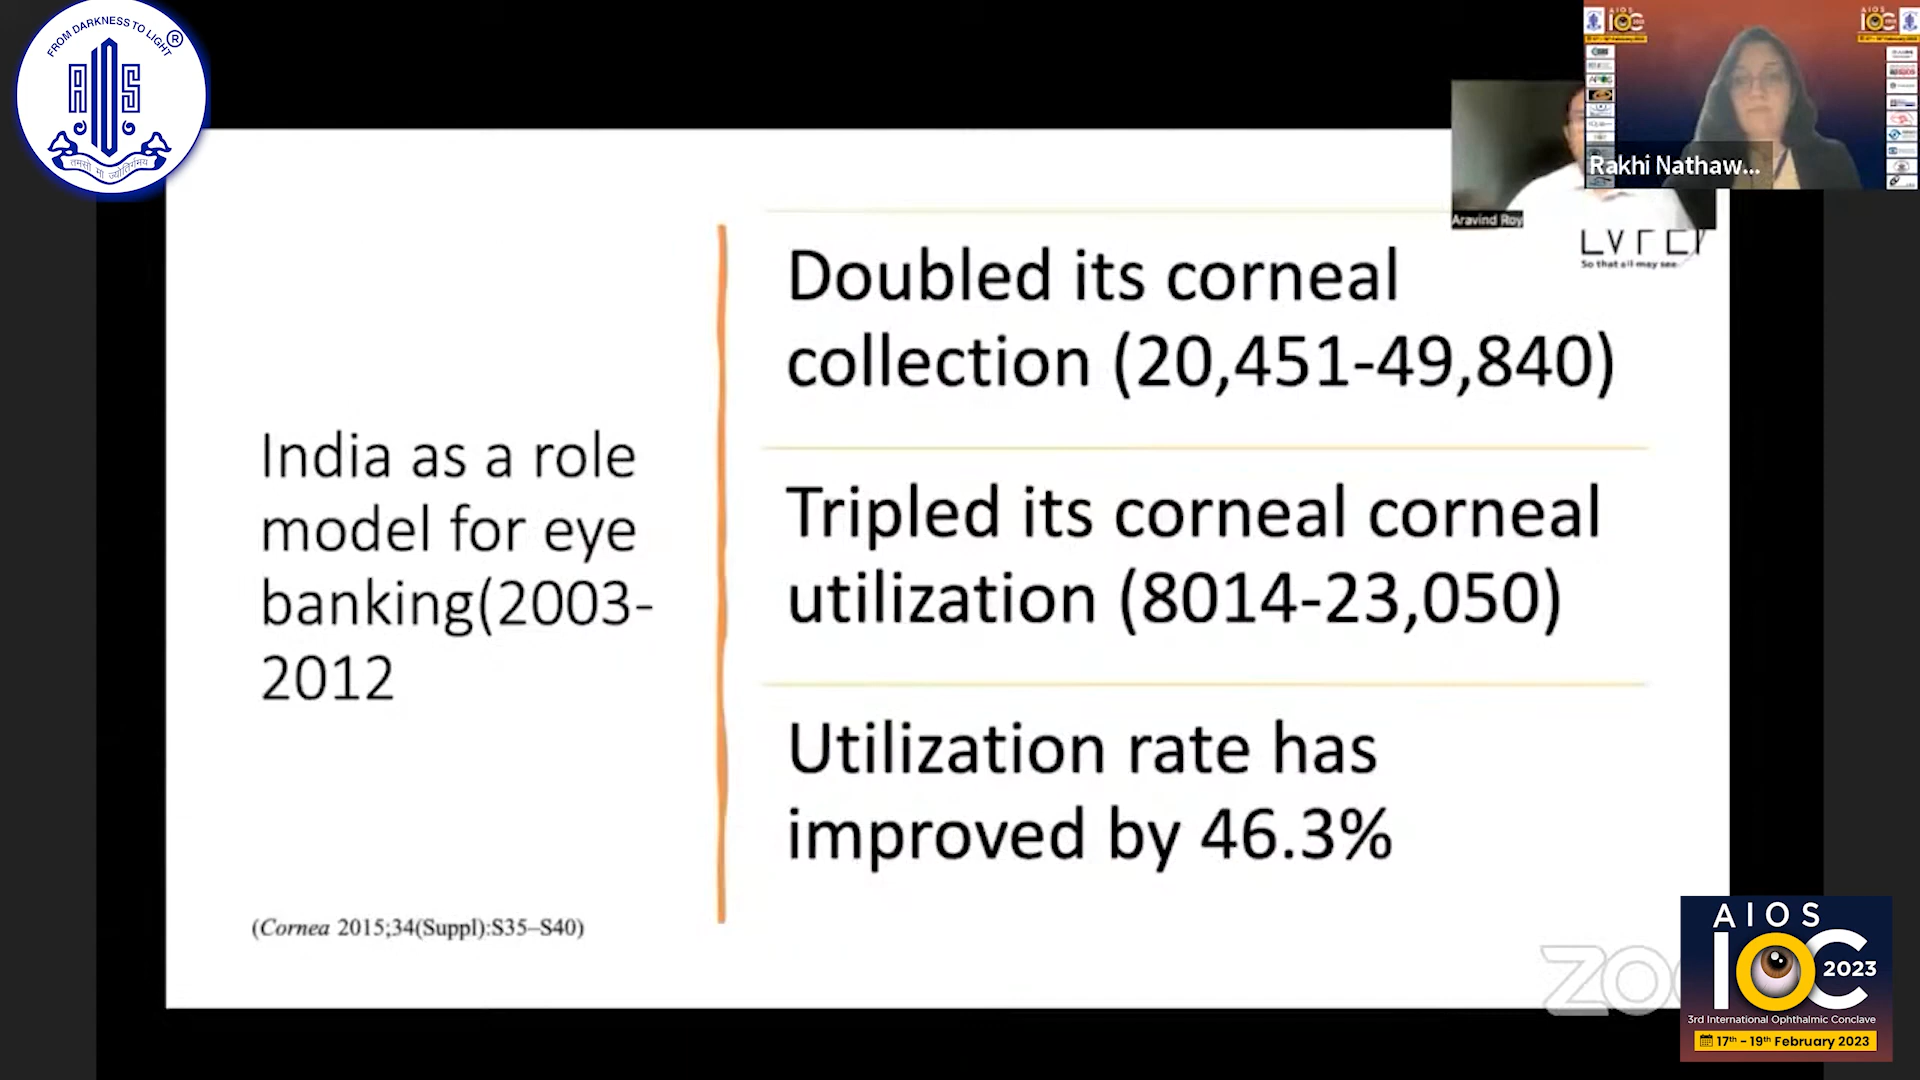 FROM DARKNESS TO LIGHT
®
AIOS
तमसो मा ज्योतिर्गमय
Rakhi Nathaw...
Aravind Roy
LVPEI
So that all may see
India as a role
model for eye
banking(2003-
2012
(Cornea 2015;34(Suppl):S35–S40)
Doubled its corneal
collection (20,451-49,840)
Tripled its corneal corneal
utilization (8014-23,050)
Utilization rate has
improved by 46.3%
AIOS
IOC 2023
3rd International Ophthalmic Conclave
17th - 19th February 2023